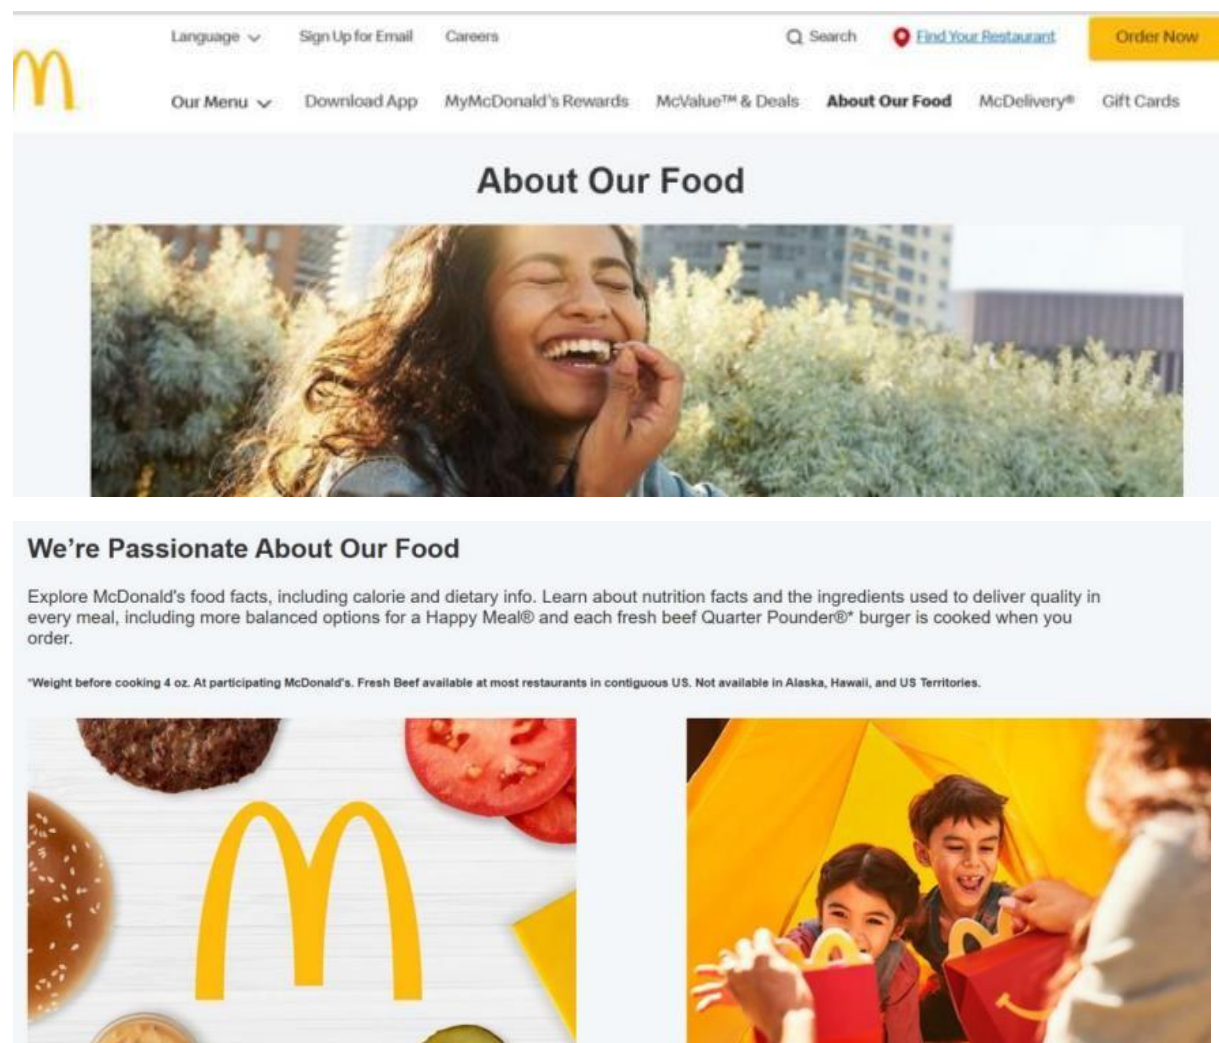 Language Sign Up for Email Careers Search Find Your Restaurant Order Now
Our Menu Download App MyMcDonald's Rewards McValue™ & Deals About Our Food McDelivery® Gift Cards
About Our Food
We're Passionate About Our Food
Explore McDonald's food facts, including calorie and dietary info. Learn about nutrition facts and the ingredients used to deliver quality in
every meal, including more balanced options for a Happy Meal® and each fresh beef Quarter Pounder®* burger is cooked when you
order.
*Weight before cooking 4 oz. At participating McDonald's. Fresh Beef available at most restaurants in contiguous US. Not available in Alaska, Hawaii, and US Territories.